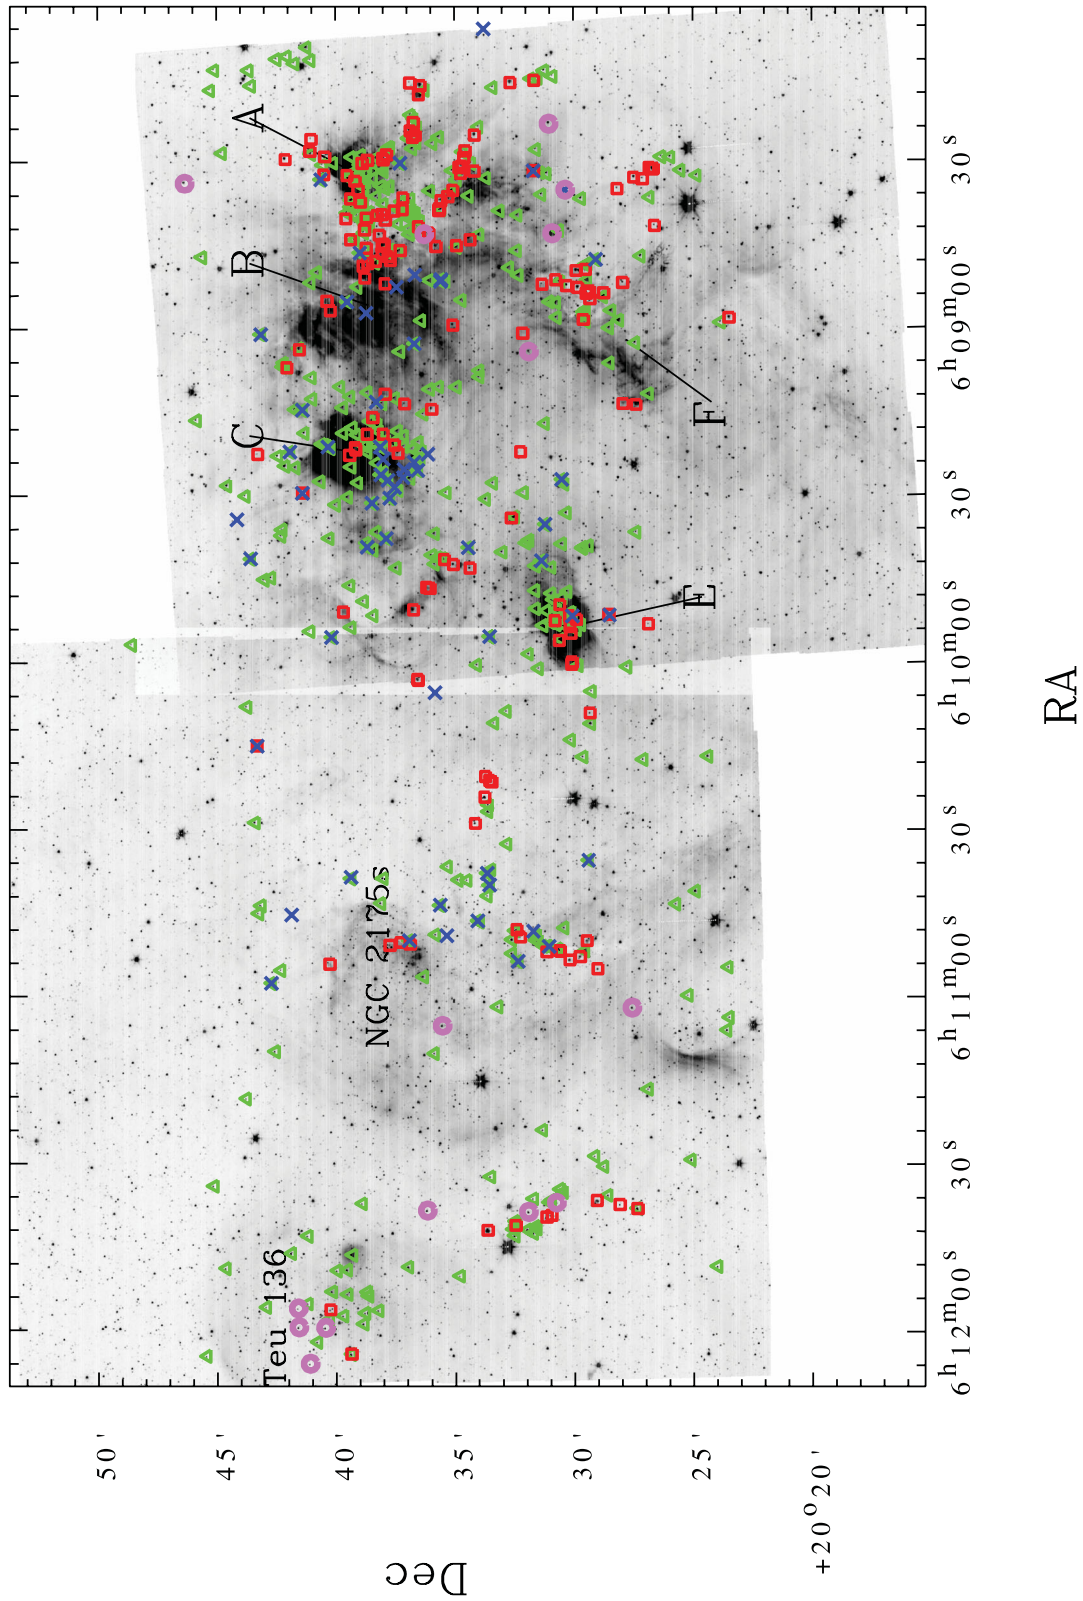 A
B
C
F
E
NGC 2175s
Teu 136
50'
45'
40'
35'
30'
25'
+20°20'
Dec
6h12m00s
30s
6h11m00s
30s
6h10m00s
30s
6h09m00s
30s
RA